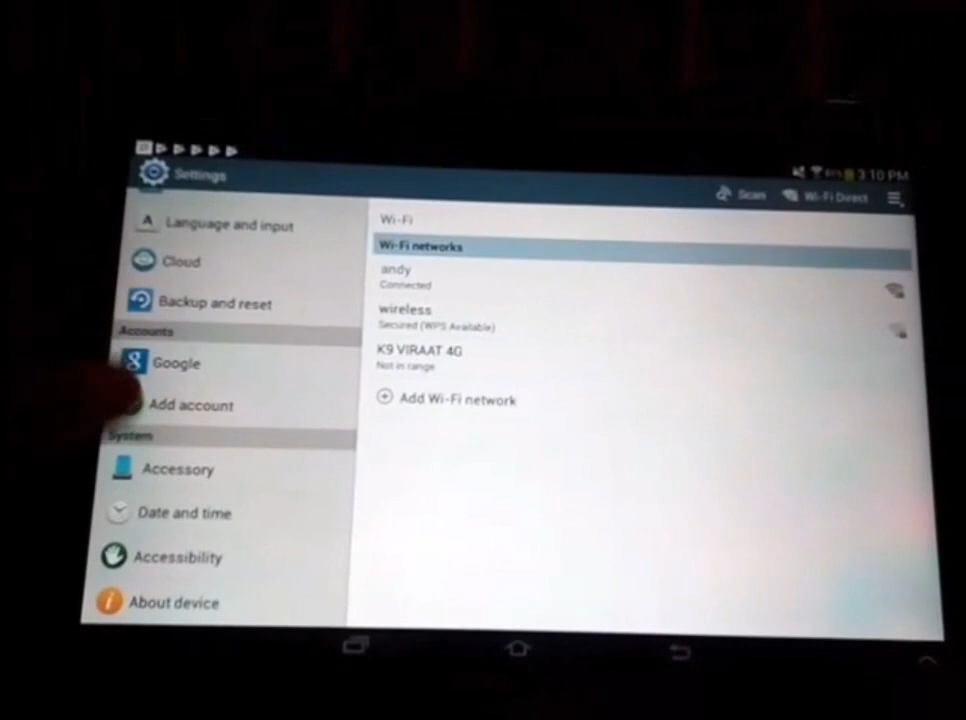 Settings
3:10 PM
Scan
Wi-Fi Direct
A Language and input
Cloud
Backup and reset
Accounts
8 Google
Add account
System
Accessory
Date and time
Accessibility
i About device
Wi-Fi
Wi-Fi networks
andy
Connected
wireless
Secured (WPS Available)
K9 VIRAAT 4G
Not in range
Add Wi-Fi network